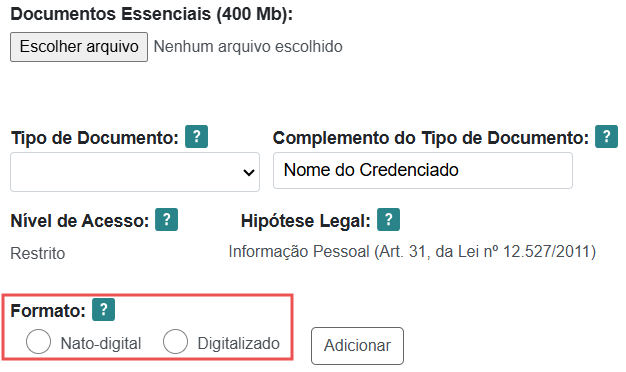 Documentos Essenciais (400 Mb):
Escolher arquivo Nenhum arquivo escolhido
Tipo de Documento: ? Complemento do Tipo de Documento: ?
Nome do Credenciado
Nível de Acesso: ? Hipótese Legal: ?
Restrito Informação Pessoal (Art. 31, da Lei nº 12.527/2011)
Formato: ?
Nato-digital Digitalizado Adicionar